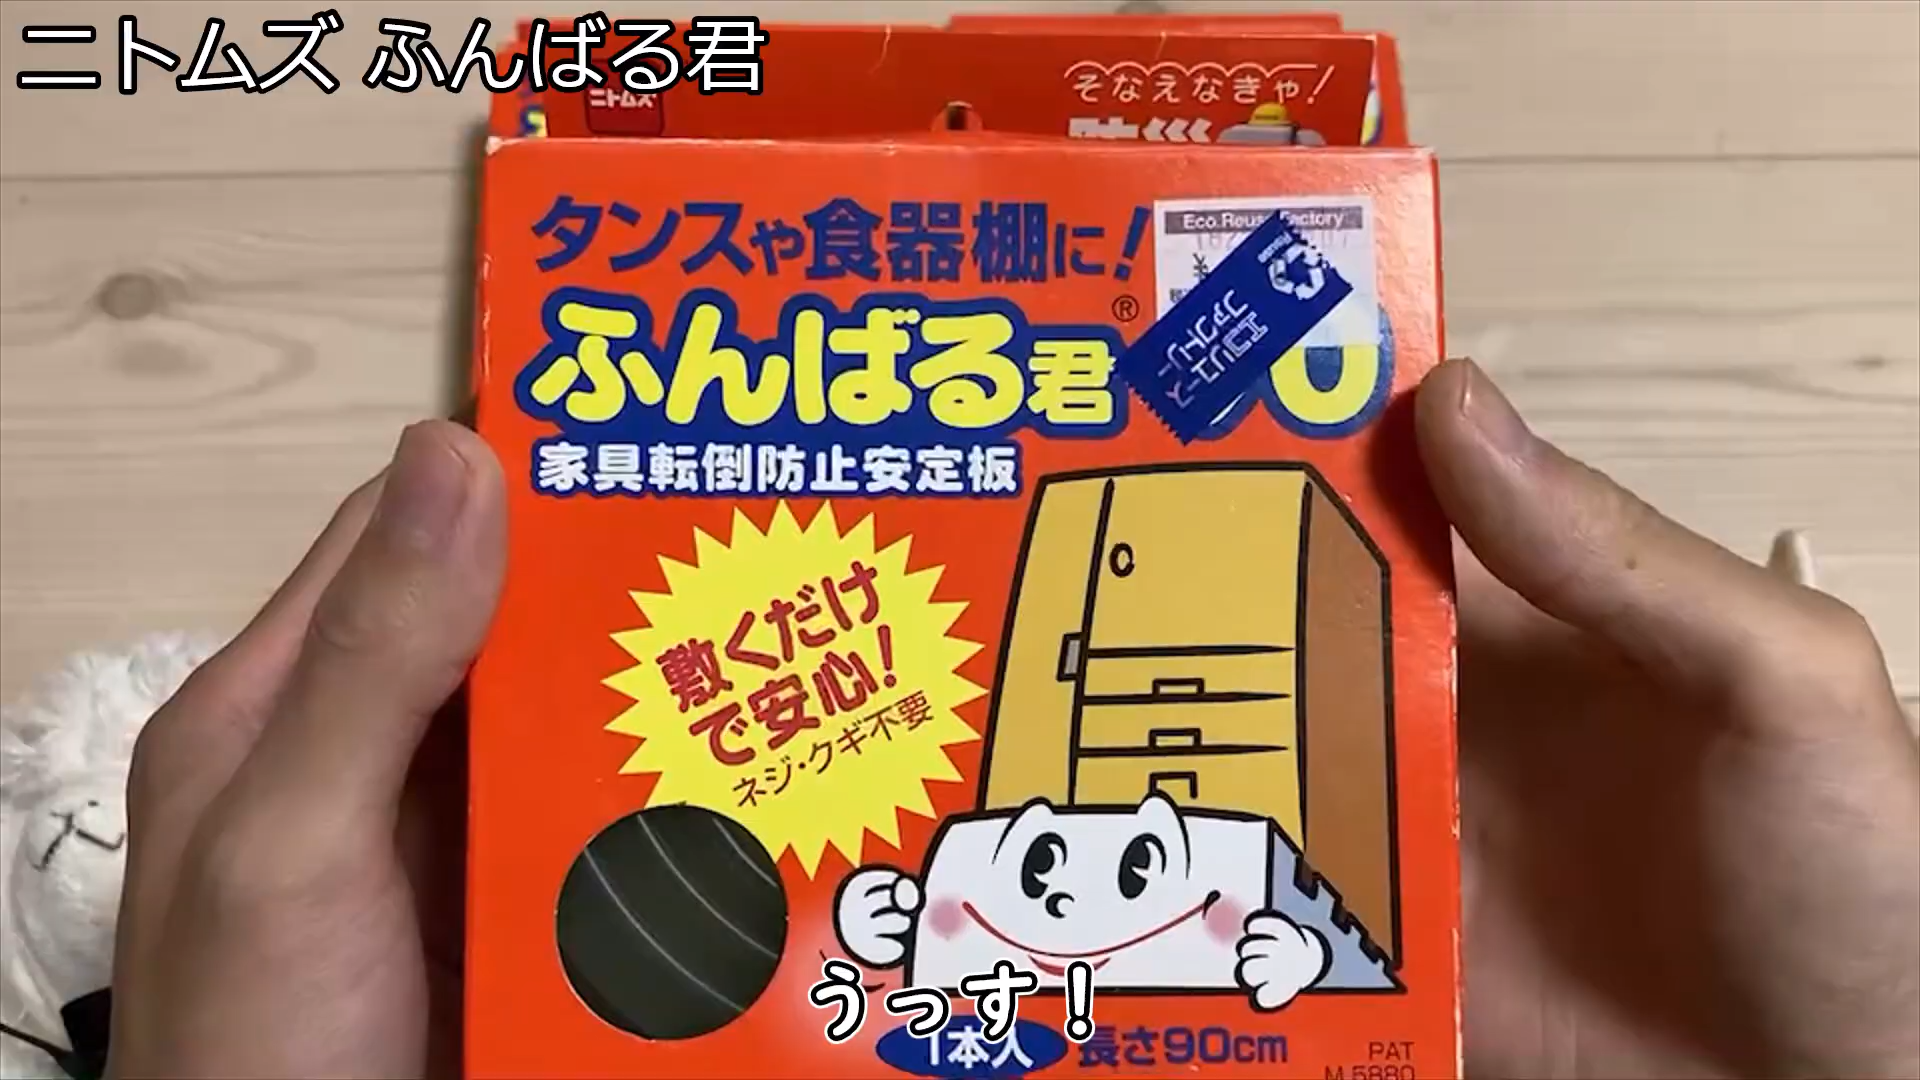 ニトムズ ふんばる君
ニトムズ
そなえなきゃ!
防災
タンスや食器棚に!
Eco.Reuse Factory
エコリユース
ファクトリー
ふんばる君®
家具転倒防止安定板
敷くだけ
で安心!
ネジ・クギ不要
うっす!
1本入 長さ90cm
PAT
M 5880